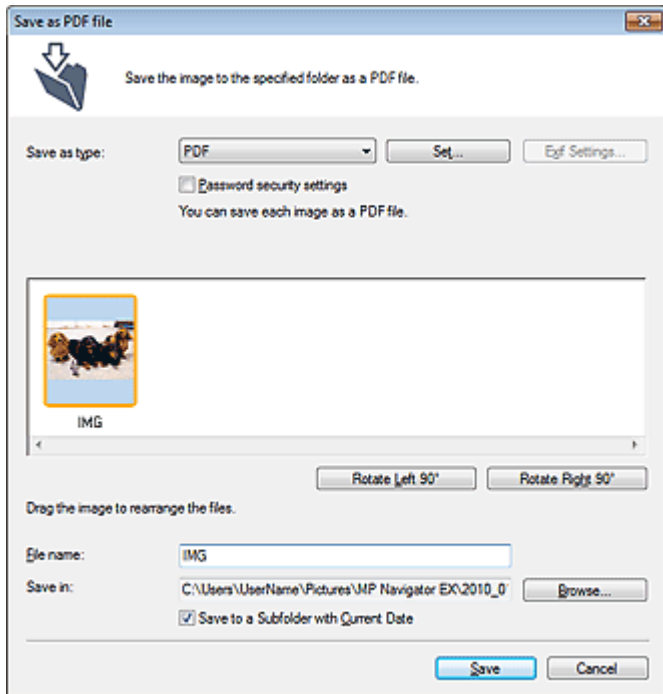 Save as PDF file
Save the image to the specified folder as a PDF file.
Save as type: PDF Set... Exif Settings...
Password security settings
You can save each image as a PDF file.
IMG
Rotate Left 90° Rotate Right 90°
Drag the image to rearrange the files.
File name: IMG
Save in: C:\Users\UserName\Pictures\MP Navigator EX\2010_0 Browse...
Save to a Subfolder with Current Date
Save Cancel